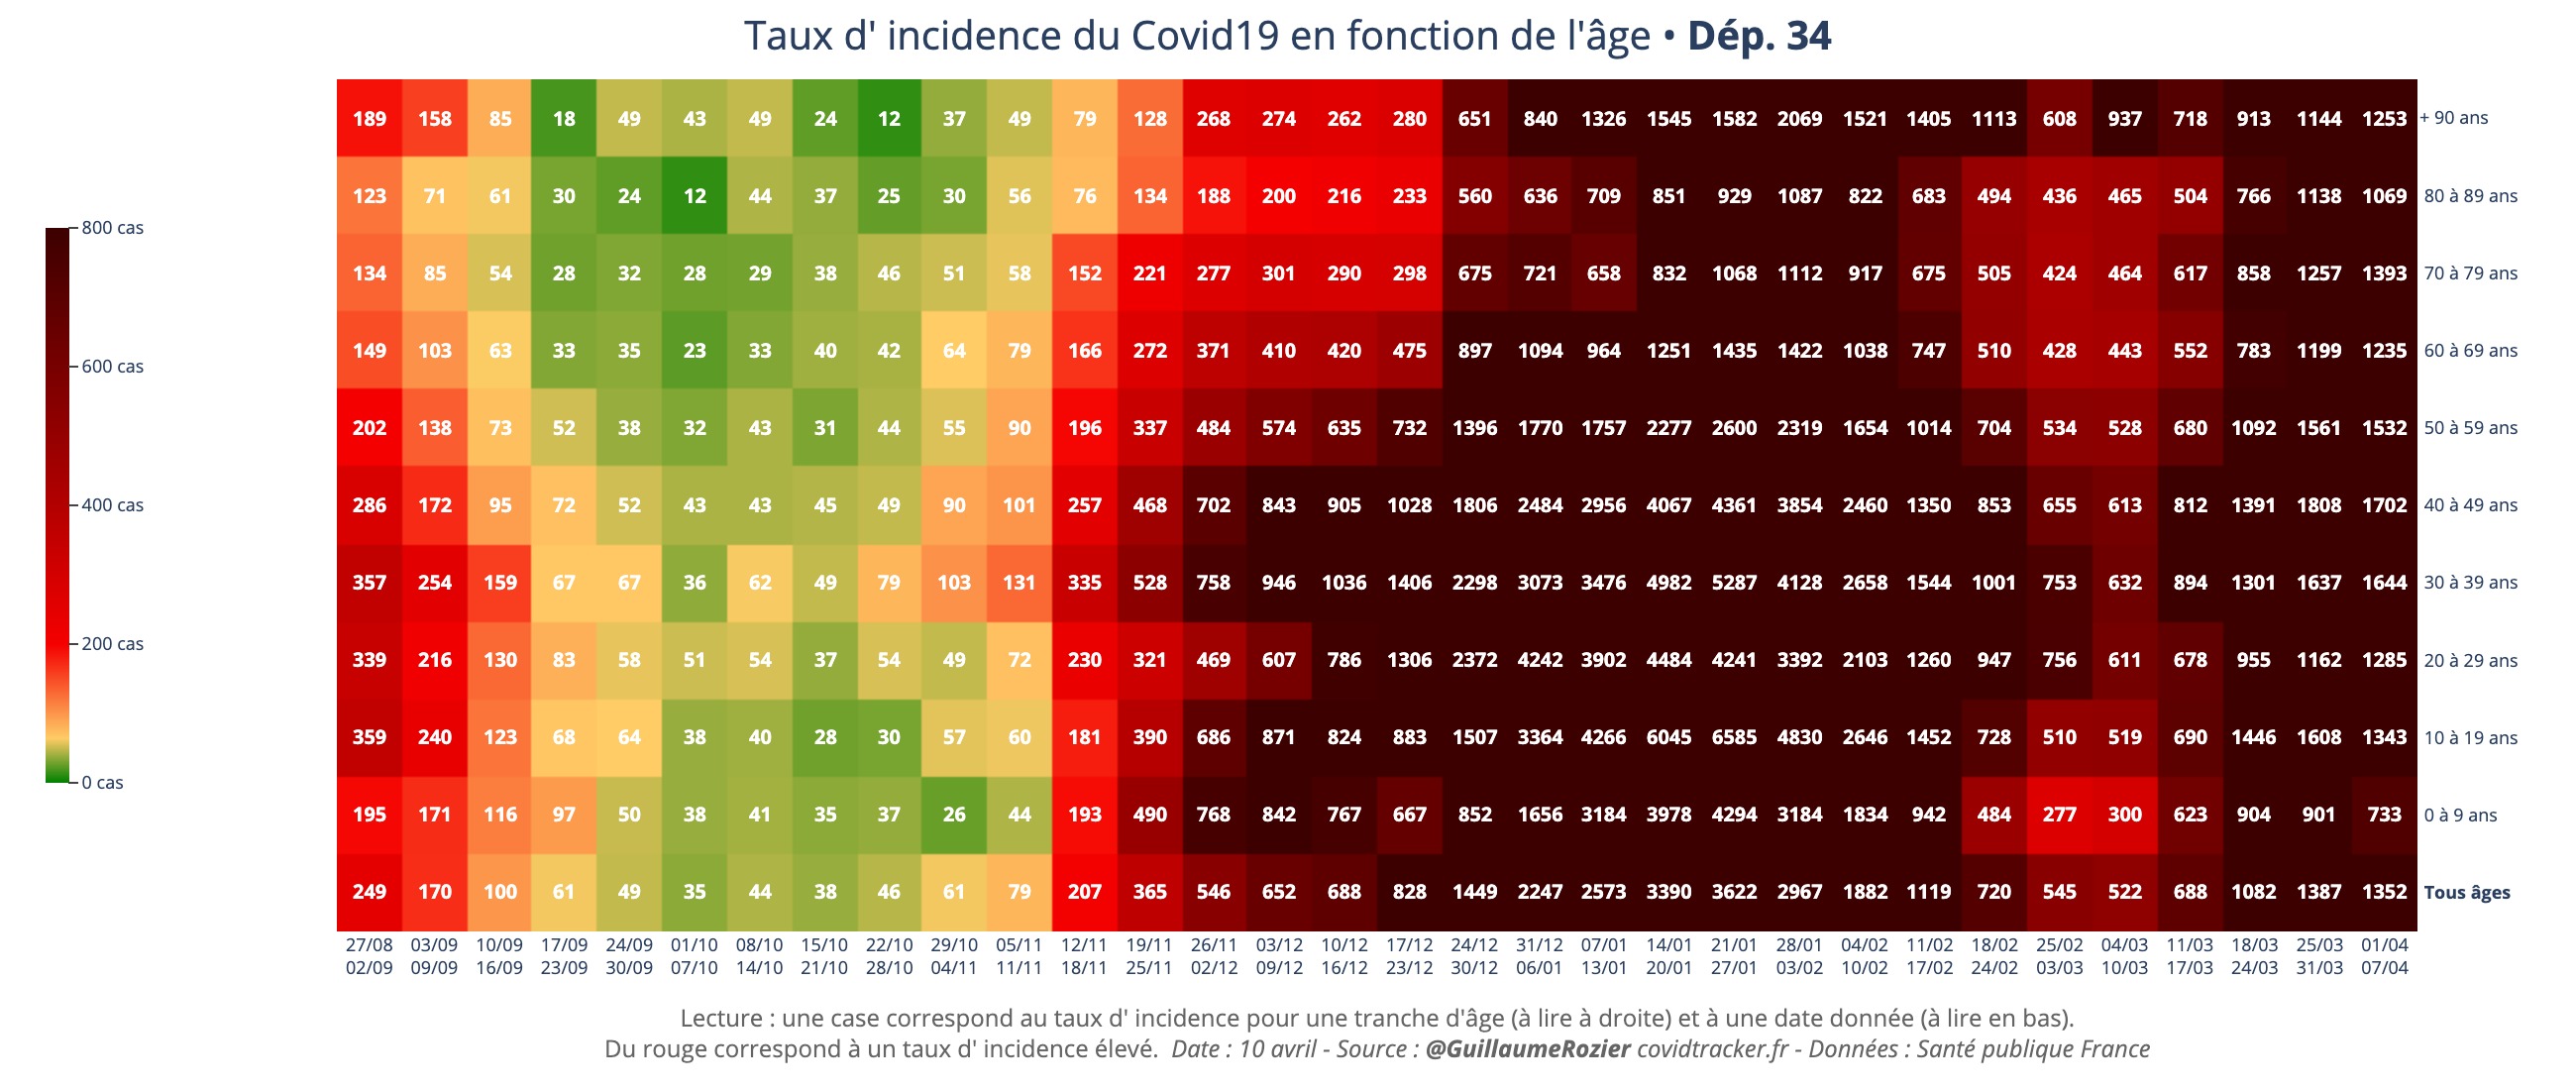 Taux d' incidence du Covid19 en fonction de l'âge • Dép. 34
189 158 85 18 49 43 49 24 12 37 49 79 128 268 274 262 280 651 840 1326 1545 1582 2069 1521 1405 1113 608 937 718 913 1144 1253 + 90 ans
123 71 61 30 24 12 44 37 25 30 56 76 134 188 200 216 233 560 636 709 851 929 1087 822 683 494 436 465 504 766 1138 1069 80 à 89 ans
800 cas
134 85 54 28 32 28 29 38 46 51 58 152 221 277 301 290 298 675 721 658 832 1068 1112 917 675 505 424 464 617 858 1257 1393 70 à 79 ans
149 103 63 33 35 23 33 40 42 64 79 166 272 371 410 420 475 897 1094 964 1251 1435 1422 1038 747 510 428 443 552 783 1199 1235 60 à 69 ans
600 cas
202 138 73 52 38 32 43 31 44 55 90 196 337 484 574 635 732 1396 1770 1757 2277 2600 2319 1654 1014 704 534 528 680 1092 1561 1532 50 à 59 ans
400 cas
286 172 95 72 52 43 43 45 49 90 101 257 468 702 843 905 1028 1806 2484 2956 4067 4361 3854 2460 1350 853 655 613 812 1391 1808 1702 40 à 49 ans
357 254 159 67 67 36 62 49 79 103 131 335 528 758 946 1036 1406 2298 3073 3476 4982 5287 4128 2658 1544 1001 753 632 894 1301 1637 1644 30 à 39 ans
200 cas
339 216 130 83 58 51 54 37 54 49 72 230 321 469 607 786 1306 2372 4242 3902 4484 4241 3392 2103 1260 947 756 611 678 955 1162 1285 20 à 29 ans
359 240 123 68 64 38 40 28 30 57 60 181 390 686 871 824 883 1507 3364 4266 6045 6585 4830 2646 1452 728 510 519 690 1446 1608 1343 10 à 19 ans
0 cas
195 171 116 97 50 38 41 35 37 26 44 193 490 768 842 767 667 852 1656 3184 3978 4294 3184 1834 942 484 277 300 623 904 901 733 0 à 9 ans
249 170 100 61 49 35 44 38 46 61 79 207 365 546 652 688 828 1449 2247 2573 3390 3622 2967 1882 1119 720 545 522 688 1082 1387 1352 Tous âges
27/08 03/09 10/09 17/09 24/09 01/10 08/10 15/10 22/10 29/10 05/11 12/11 19/11 26/11 03/12 10/12 17/12 24/12 31/12 07/01 14/01 21/01 28/01 04/02 11/02 18/02 25/02 04/03 11/03 18/03 25/03 01/04
02/09 09/09 16/09 23/09 30/09 07/10 14/10 21/10 28/10 04/11 11/11 18/11 25/11 02/12 09/12 16/12 23/12 30/12 06/01 13/01 20/01 27/01 03/02 10/02 17/02 24/02 03/03 10/03 17/03 24/03 31/03 07/04
Lecture : une case correspond au taux d' incidence pour une tranche d'âge (à lire à droite) et à une date donnée (à lire en bas).
Du rouge correspond à un taux d' incidence élevé. Date : 10 avril - Source : @GuillaumeRozier covidtracker.fr - Données : Santé publique France